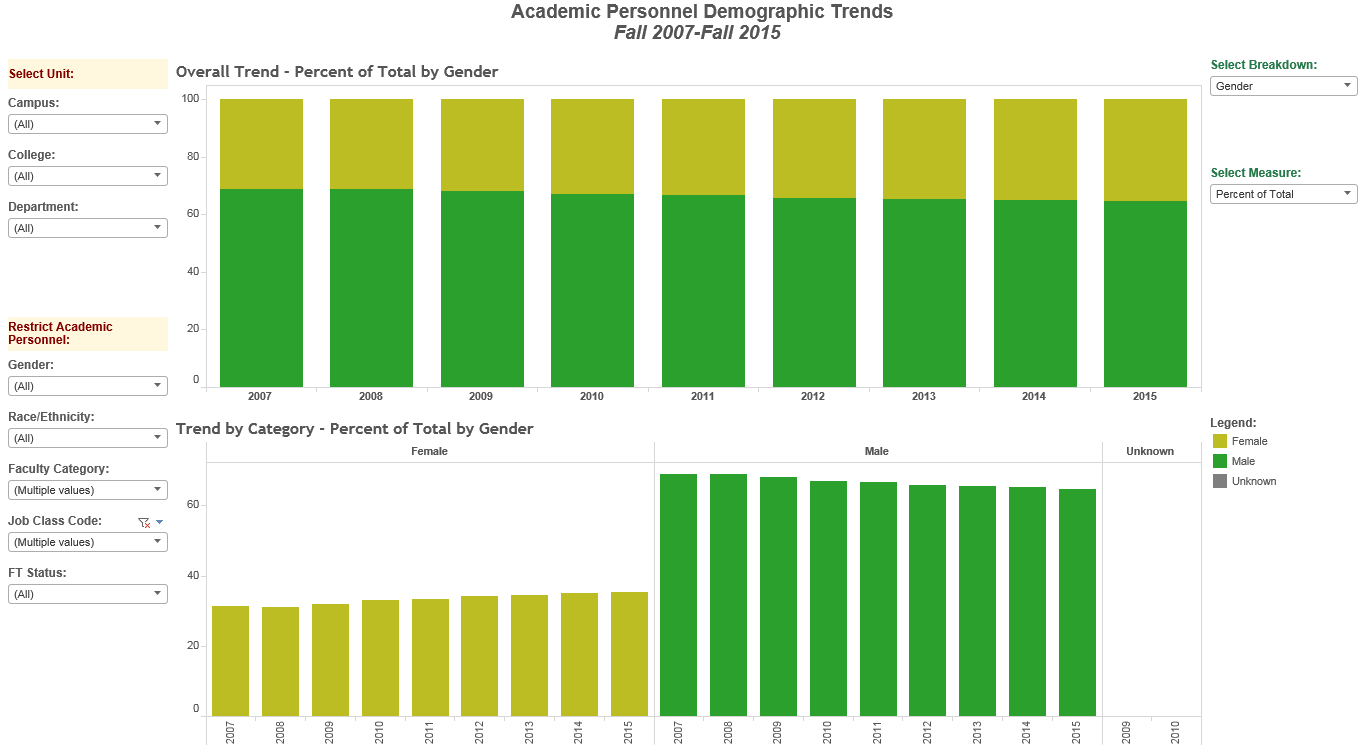 Academic Personnel Demographic Trends
Fall 2007-Fall 2015
Select Unit:
Campus:
(All)
College:
(All)
Department:
(All)
Restrict Academic
Personnel:
Gender:
(All)
Race/Ethnicity:
(All)
Faculty Category:
(Multiple values)
Job Class Code:
(Multiple values)
FT Status:
(All)
Overall Trend - Percent of Total by Gender
100
80
60
40
20
0
2007 2008 2009 2010 2011 2012 2013 2014 2015
Trend by Category - Percent of Total by Gender
Female Male Unknown
60
40
20
0
2007 2008 2009 2010 2011 2012 2013 2014 2015 2007 2008 2009 2010 2011 2012 2013 2014 2015 2009 2010
Select Breakdown:
Gender
Select Measure:
Percent of Total
Legend:
Female
Male
Unknown